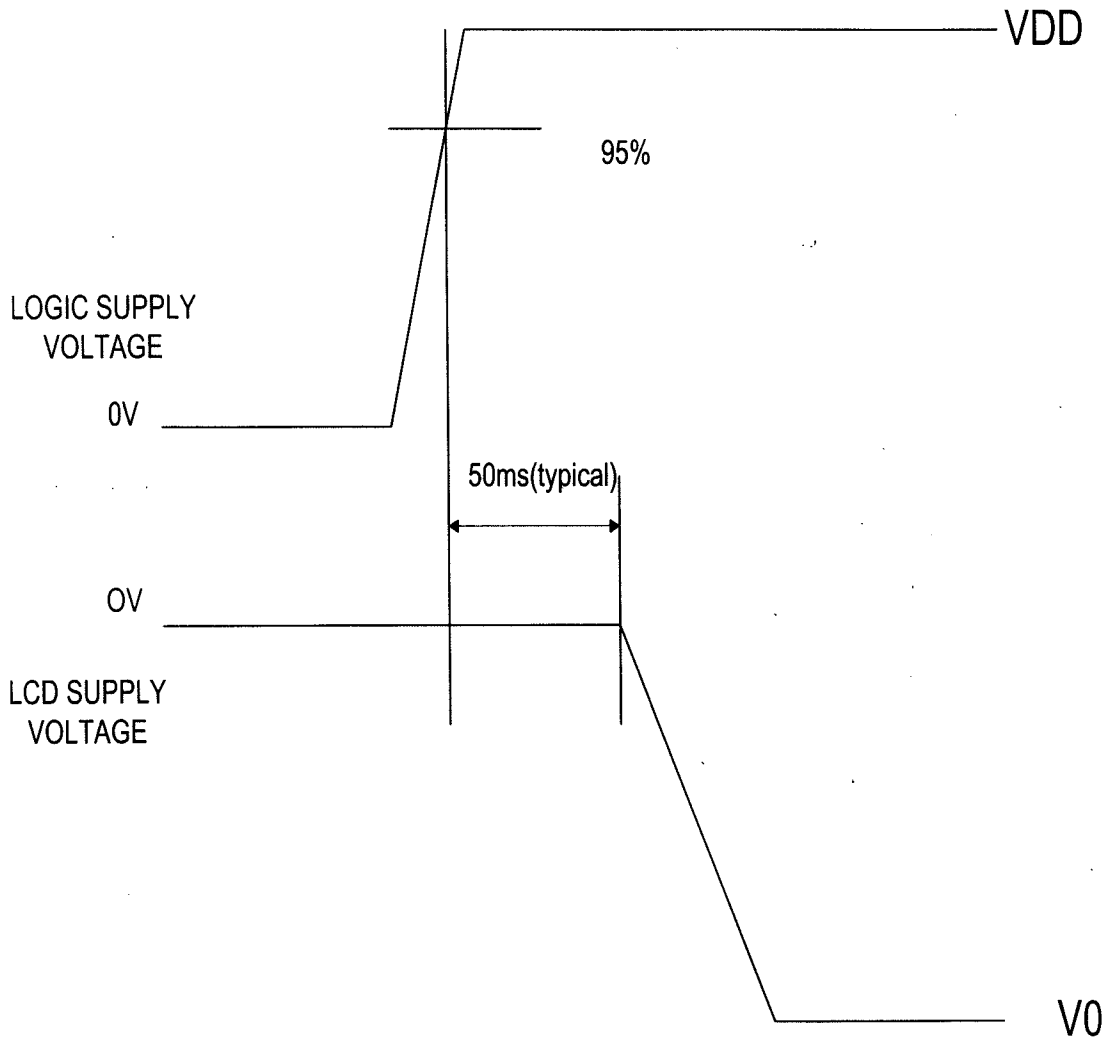 VDD
95%
LOGIC SUPPLY
VOLTAGE
0V
50ms(typical)
OV
LCD SUPPLY
VOLTAGE
V0